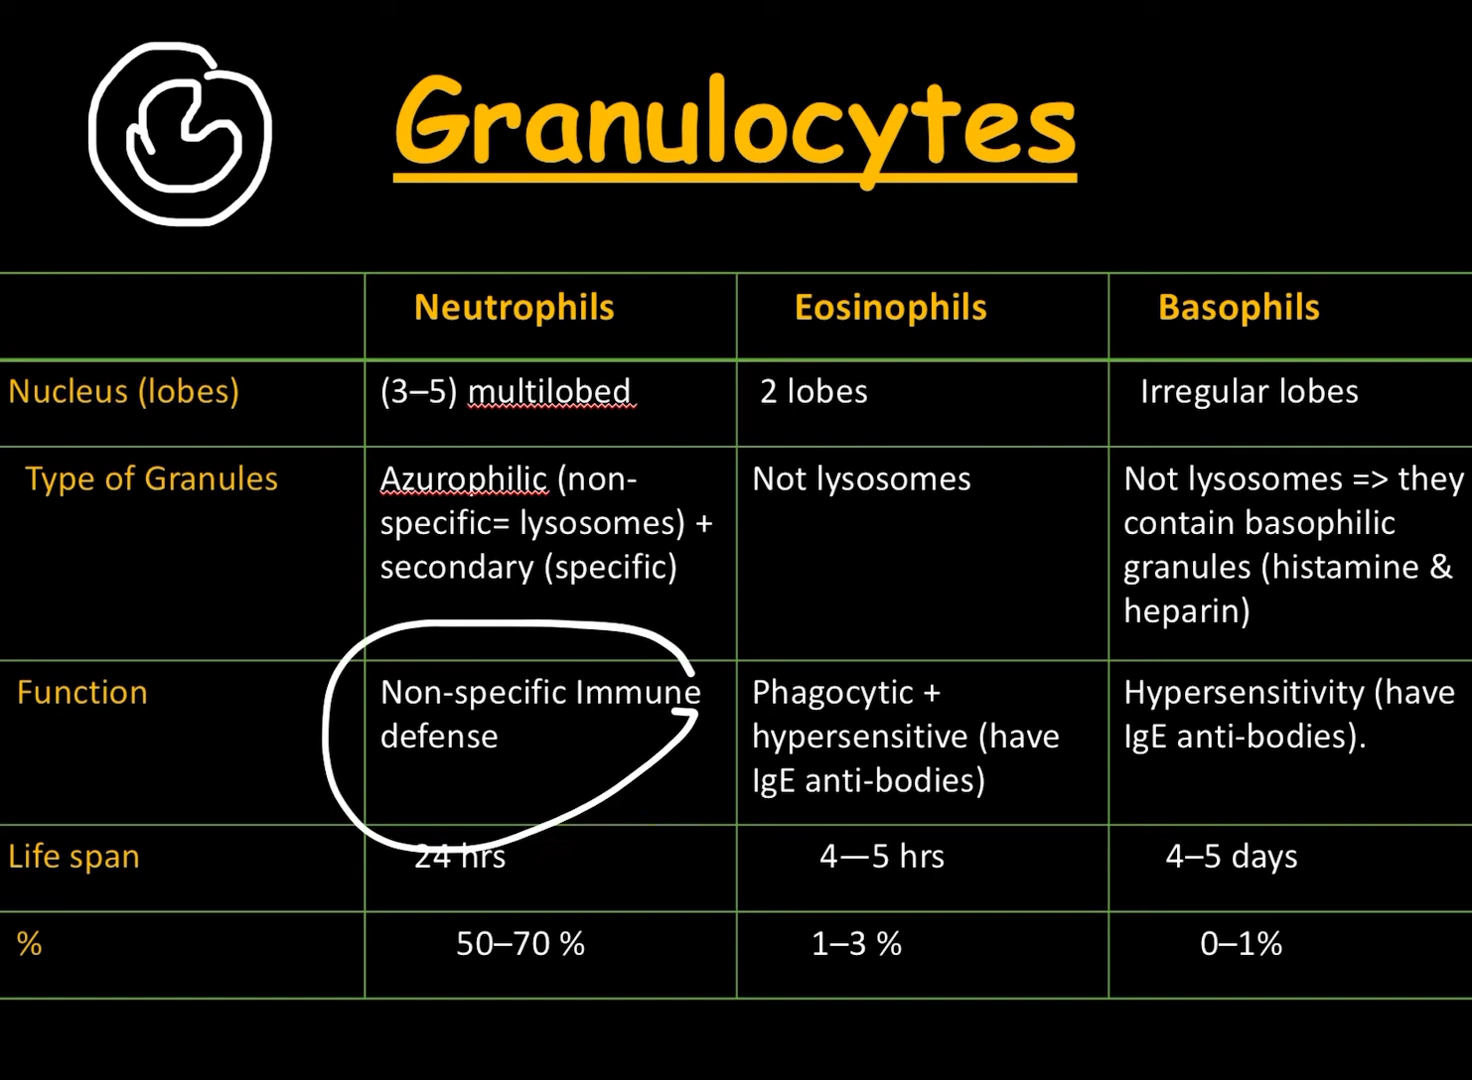 Granulocytes
Neutrophils
Eosinophils
Basophils
Nucleus (lobes)
(3–5) multilobed
2 lobes
Irregular lobes
Type of Granules
Azurophilic (non-
specific= lysosomes) +
secondary (specific)
Not lysosomes
Not lysosomes => they
contain basophilic
granules (histamine &
heparin)
Function
Non-specific Immune
defense
Phagocytic +
hypersensitive (have
IgE anti-bodies)
Hypersensitivity (have
IgE anti-bodies).
Life span
24 hrs
4—5 hrs
4–5 days
%
50–70 %
1–3 %
0–1%